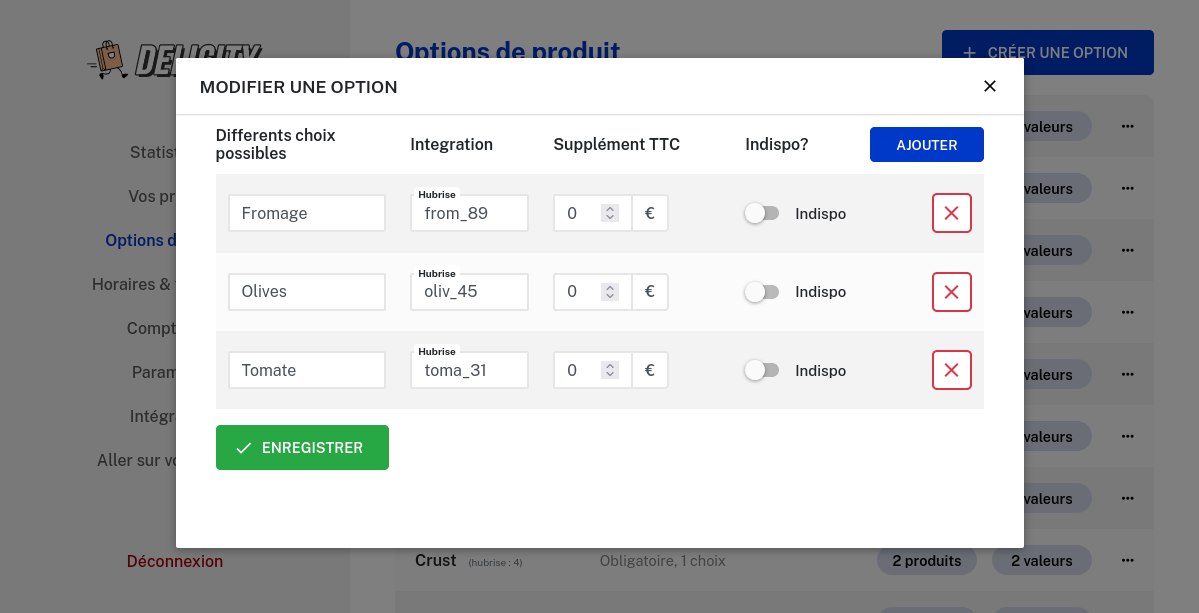 DELICITY
Options de produit
CRÉER UNE OPTION
MODIFIER UNE OPTION
Differents choix
possibles
Integration
Supplément TTC
Indispo?
AJOUTER
Hubrise
Fromage
from_89
0
€
Indispo
Hubrise
Olives
oliv_45
0
€
Indispo
Hubrise
Tomate
toma_31
0
€
Indispo
ENREGISTRER
Statis
Vos pr
Options d
Horaires &
Compt
Param
Intégr
Aller sur vo
Déconnexion
valeurs
valeurs
valeurs
valeurs
valeurs
valeurs
valeurs
Crust
(hubrise : 4)
Obligatoire, 1 choix
2 produits
2 valeurs